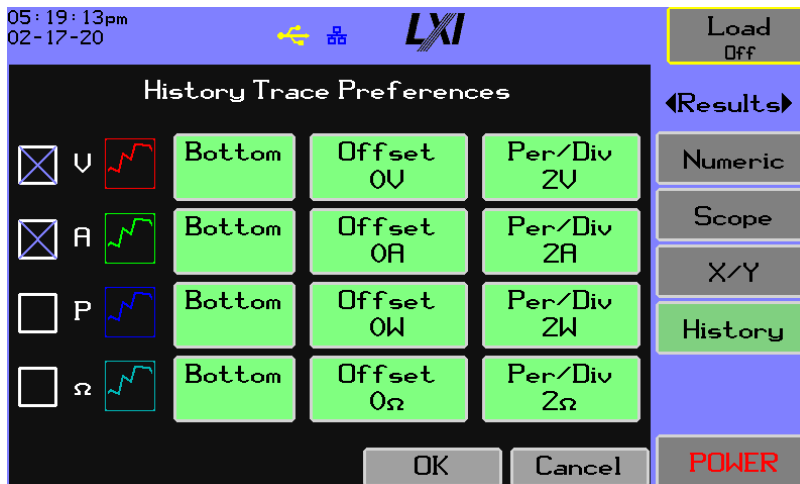 05:19:13pm
02-17-20
LXI
Load
Off
History Trace Preferences
◀Results▶
V Bottom Offset Per/Div
0V 2V
Numeric
A Bottom Offset Per/Div
0A 2A
Scope
X/Y
P Bottom Offset Per/Div
0W 2W
History
Ω Bottom Offset Per/Div
0Ω 2Ω
OK Cancel
POWER